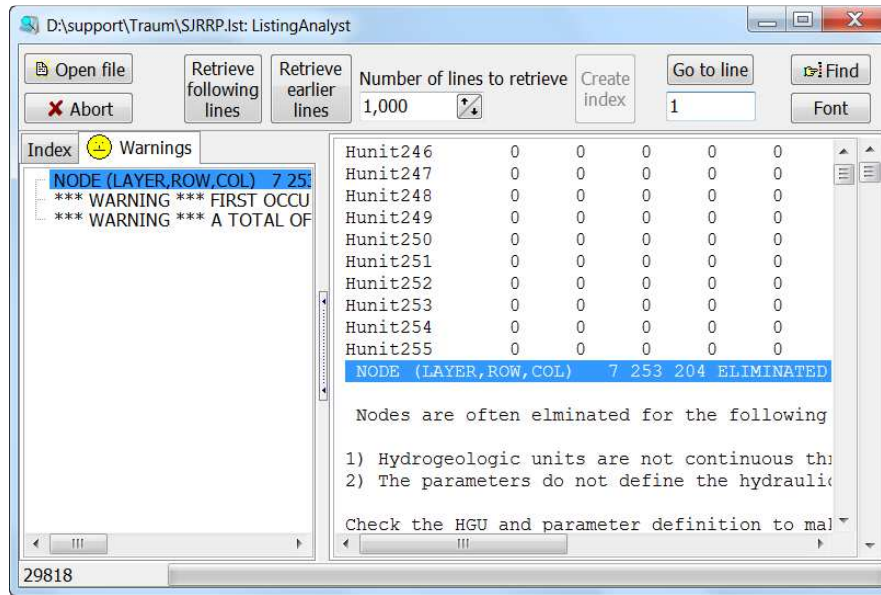 D:\support\Traum\SJRRP.lst: ListingAnalyst
Open file
Abort
Retrieve following lines
Retrieve earlier lines
Number of lines to retrieve
1,000
Create index
Go to line
1
Find
Font
Index
Warnings
NODE (LAYER,ROW,COL) 7 253
*** WARNING *** FIRST OCCU
*** WARNING *** A TOTAL OF
Hunit246 0 0 0 0 0
Hunit247 0 0 0 0 0
Hunit248 0 0 0 0 0
Hunit249 0 0 0 0 0
Hunit250 0 0 0 0 0
Hunit251 0 0 0 0 0
Hunit252 0 0 0 0 0
Hunit253 0 0 0 0 0
Hunit254 0 0 0 0 0
Hunit255 0 0 0 0 0
NODE (LAYER,ROW,COL) 7 253 204 ELIMINATED
Nodes are often elminated for the following
1) Hydrogeologic units are not continuous
2) The parameters do not define the
Check the HGU and parameter definition to
29818